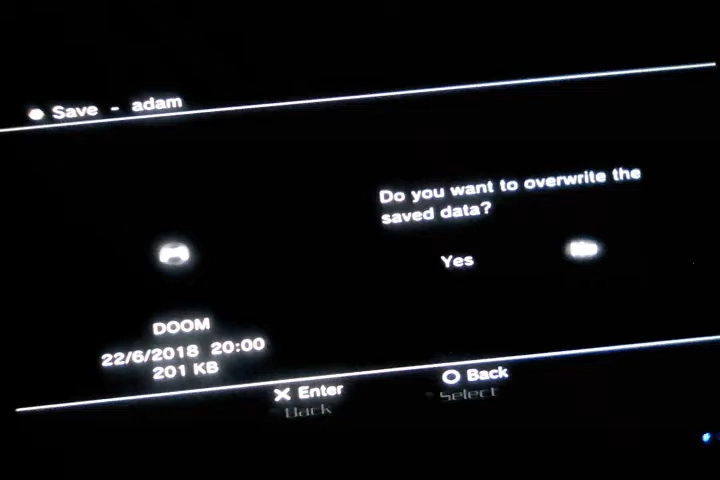 Save - adam
Do you want to overwrite the
saved data?
Yes
DOOM
22/6/2018 20:00
201 KB
Enter
Back
Back
Select